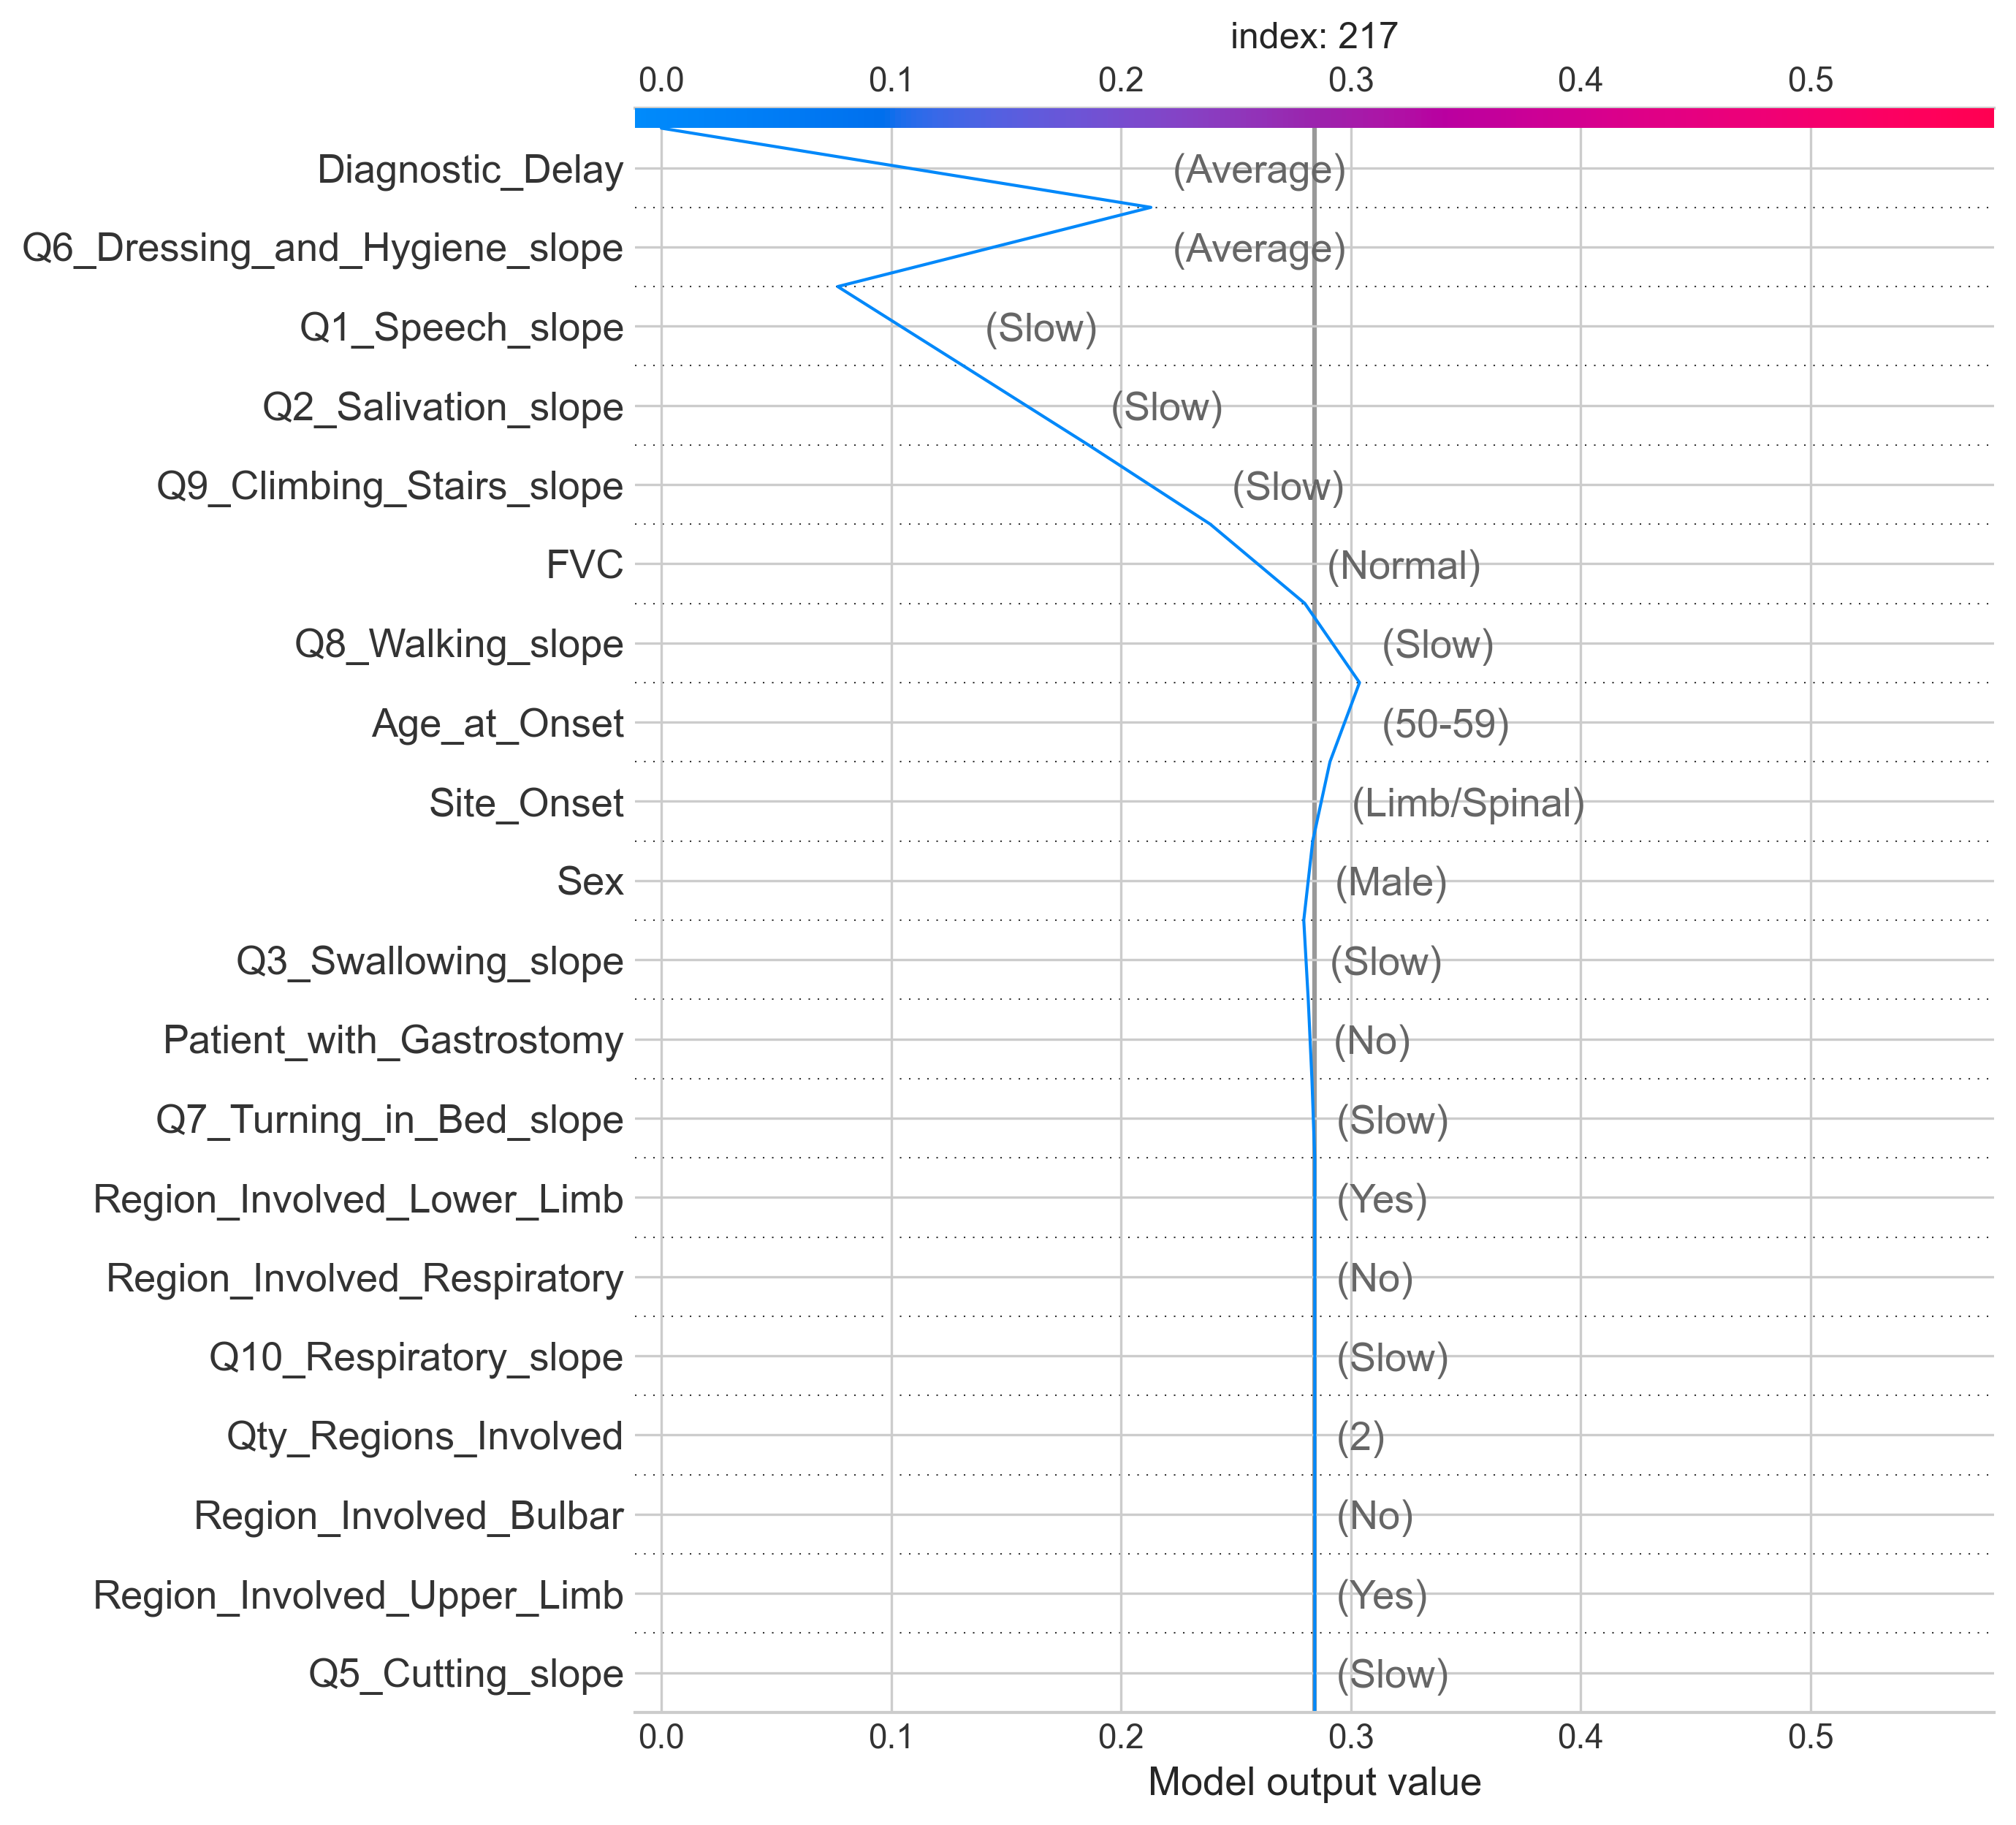 index: 217
0.0 0.1 0.2 0.3 0.4 0.5
Diagnostic_Delay (Average)
Q6_Dressing_and_Hygiene_slope (Average)
Q1_Speech_slope (Slow)
Q2_Salivation_slope (Slow)
Q9_Climbing_Stairs_slope (Slow)
FVC (Normal)
Q8_Walking_slope (Slow)
Age_at_Onset (50-59)
Site_Onset (Limb/Spinal)
Sex (Male)
Q3_Swallowing_slope (Slow)
Patient_with_Gastrostomy (No)
Q7_Turning_in_Bed_slope (Slow)
Region_Involved_Lower_Limb (Yes)
Region_Involved_Respiratory (No)
Q10_Respiratory_slope (Slow)
Qty_Regions_Involved (2)
Region_Involved_Bulbar (No)
Region_Involved_Upper_Limb (Yes)
Q5_Cutting_slope (Slow)
0.0 0.1 0.2 0.3 0.4 0.5
Model output value